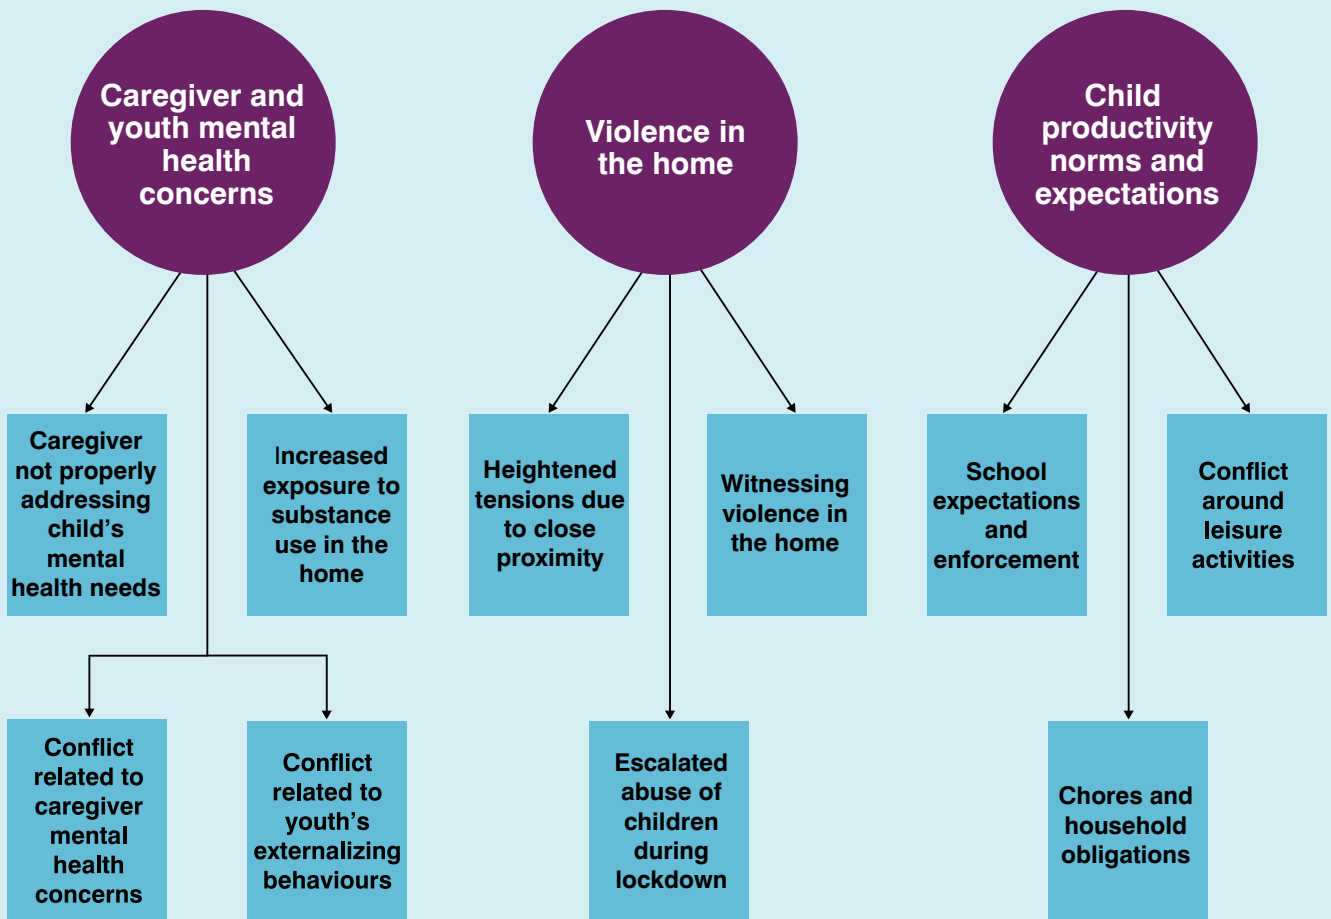 Caregiver and
youth mental
health
concerns
Violence in
the home
Child
productivity
norms and
expectations
Caregiver
not properly
addressing
child’s
mental
health needs
Increased
exposure to
substance
use in the
home
Heightened
tensions due
to close
proximity
Witnessing
violence in
the home
School
expectations
and
enforcement
Conflict
around
leisure
activities
Conflict
related to
caregiver
mental
health
concerns
Conflict
related to
youth’s
externalizing
behaviours
Escalated
abuse of
children
during
lockdown
Chores and
household
obligations